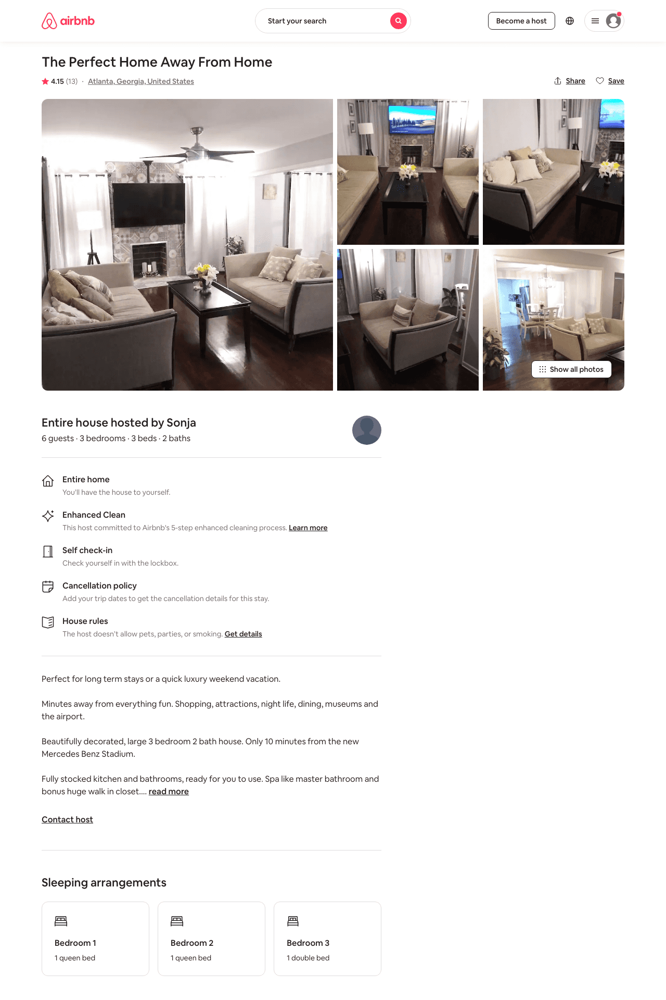 airbnb
Start your search
Become a host
The Perfect Home Away From Home
4.15 (13) · Atlanta, Georgia, United States
Share
Save
Show all photos
Entire house hosted by Sonja
6 guests · 3 bedrooms · 3 beds · 2 baths
Entire home
You'll have the house to yourself.
Enhanced Clean
This host committed to Airbnb's 5-step enhanced cleaning process. Learn more
Self check-in
Check yourself in with the lockbox.
Cancellation policy
Add your trip dates to get the cancellation details for this stay.
House rules
The host doesn't allow pets, parties, or smoking. Get details
Perfect for long term stays or a quick luxury weekend vacation.
Minutes away from everything fun. Shopping, attractions, night life, dining, museums and
the airport.
Beautifully decorated, large 3 bedroom 2 bath house. Only 10 minutes from the new
Mercedes Benz Stadium.
Fully stocked kitchen and bathrooms, ready for you to use. Spa like master bathroom and
bonus huge walk in closet.... read more
Contact host
Sleeping arrangements
Bedroom 1
1 queen bed
Bedroom 2
1 queen bed
Bedroom 3
1 double bed